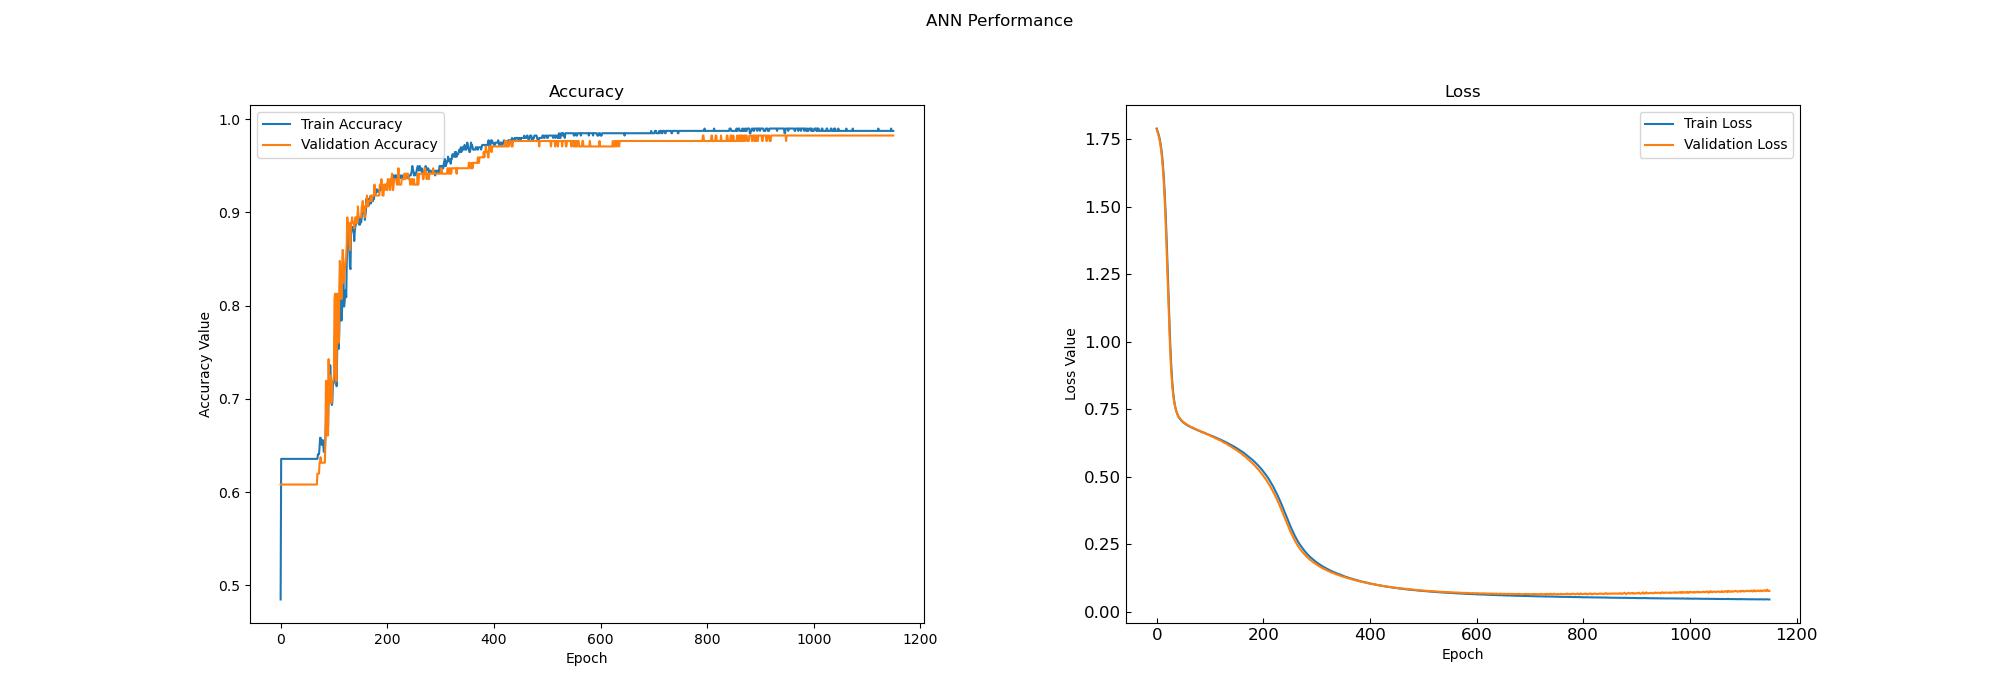 ANN Performance
Accuracy
Train Accuracy
Validation Accuracy
Accuracy Value
1.0
0.9
0.8
0.7
0.6
0.5
0 200 400 600 800 1000 1200
Epoch
Loss
Train Loss
Validation Loss
Loss Value
1.75
1.50
1.25
1.00
0.75
0.50
0.25
0.00
0 200 400 600 800 1000 1200
Epoch